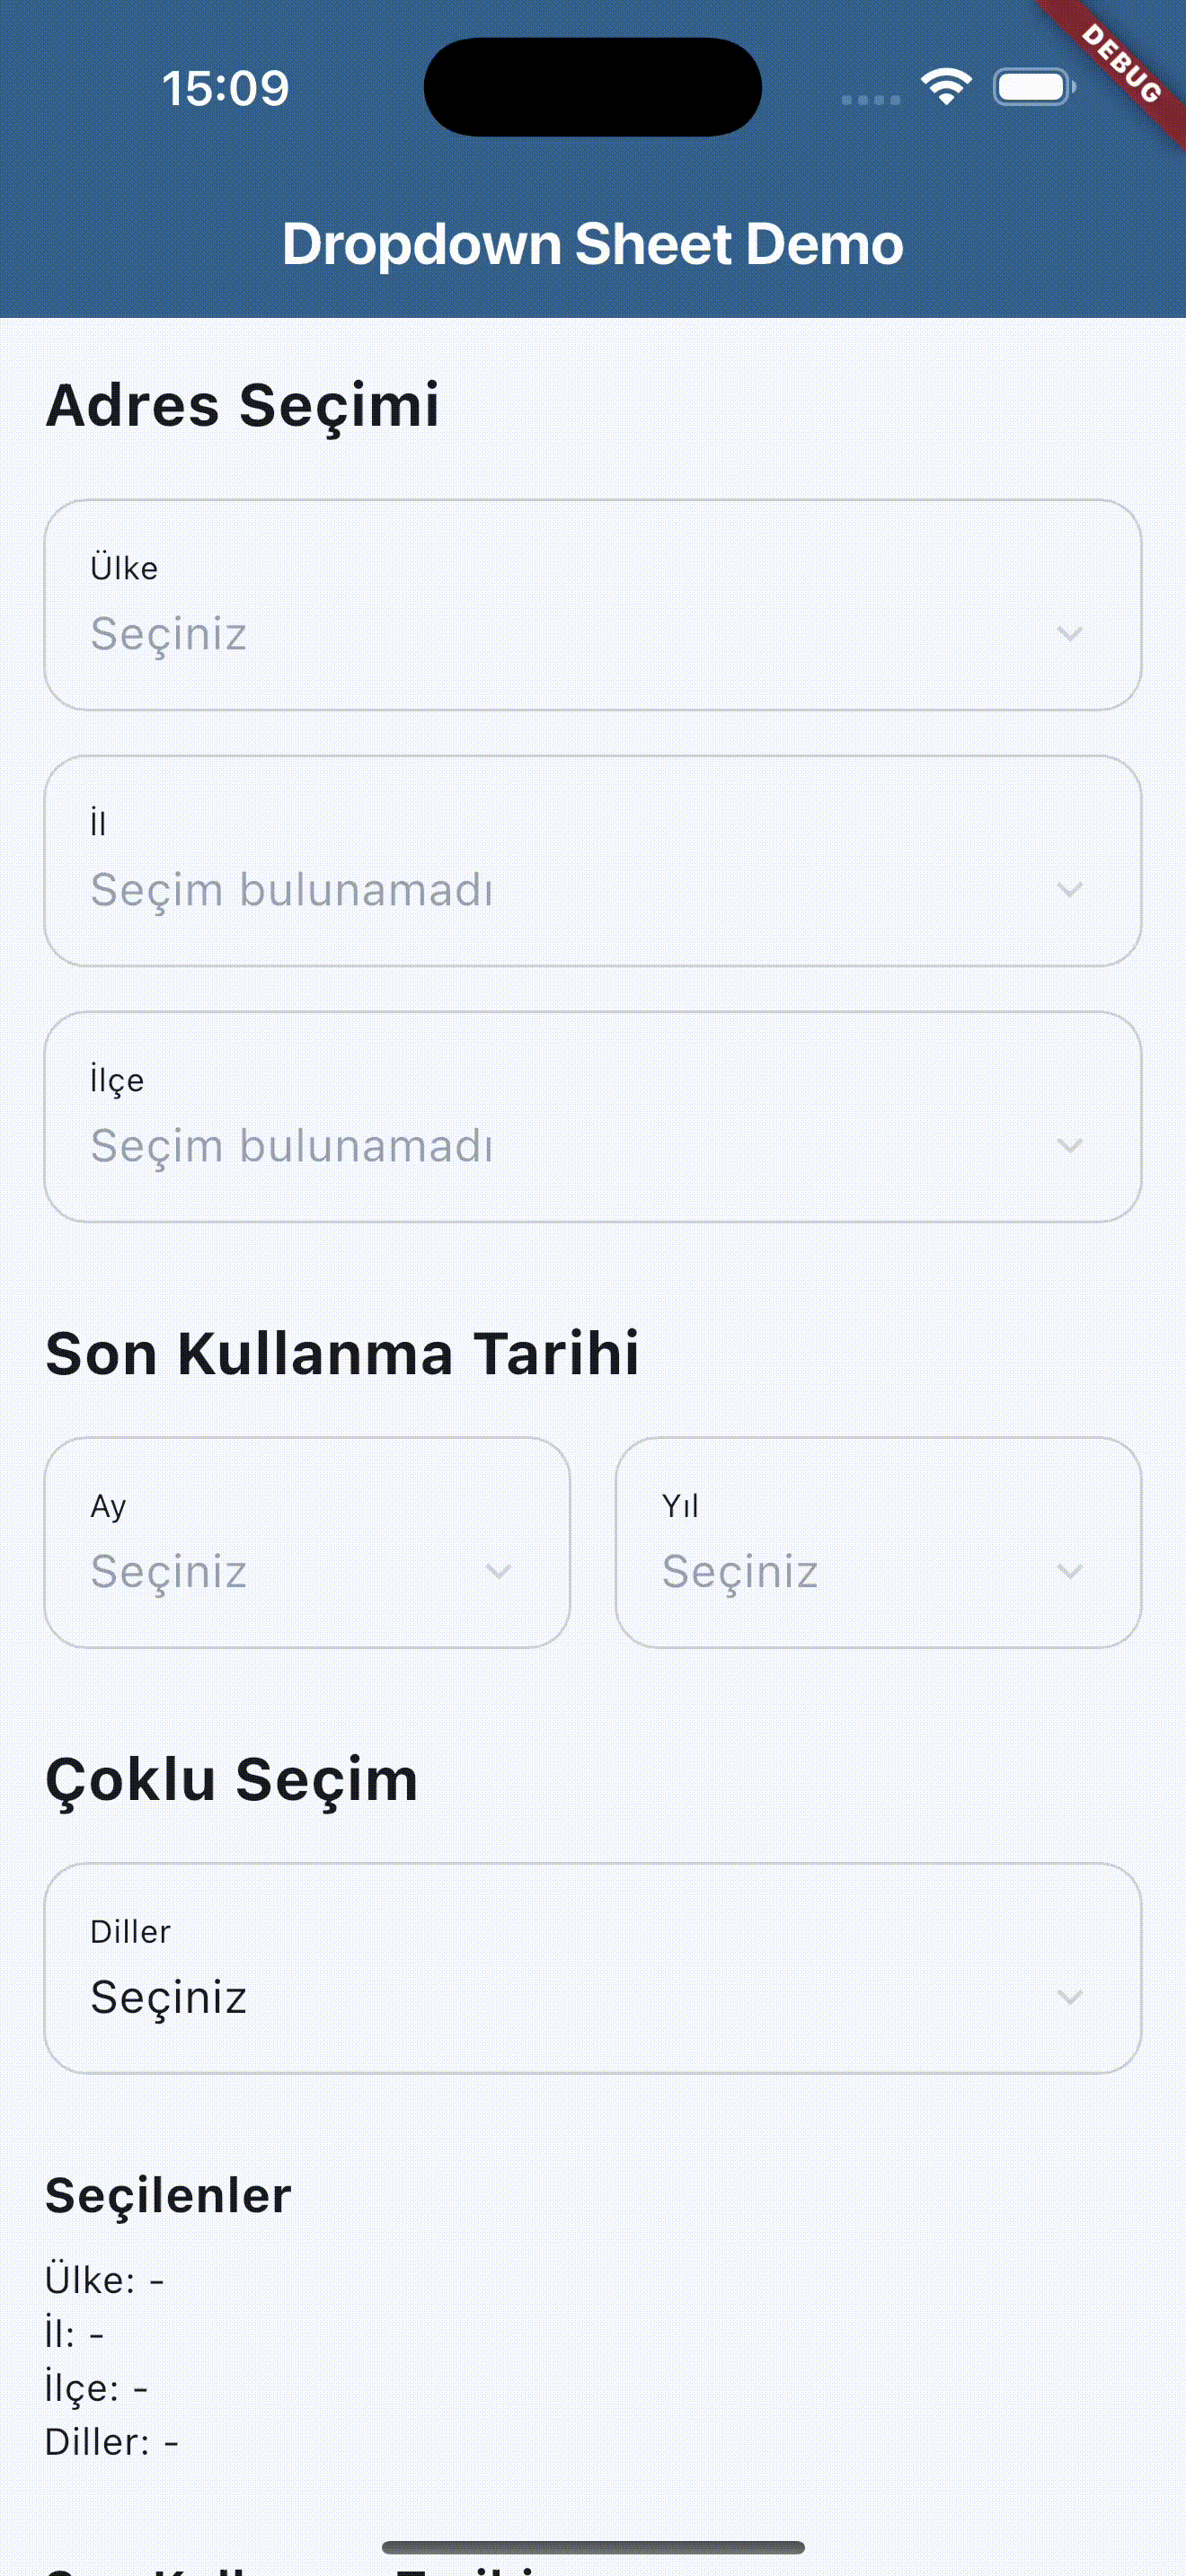 15:09
DEBUG
Dropdown Sheet Demo
Adres Seçimi
Ülke
Seçiniz
İl
Seçim bulunamadı
İlçe
Seçim bulunamadı
Son Kullanma Tarihi
Ay
Yıl
Seçiniz
Seçiniz
Çoklu Seçim
Diller
Seçiniz
Seçilenler
Ülke: -
İl: -
İlçe: -
Diller: -